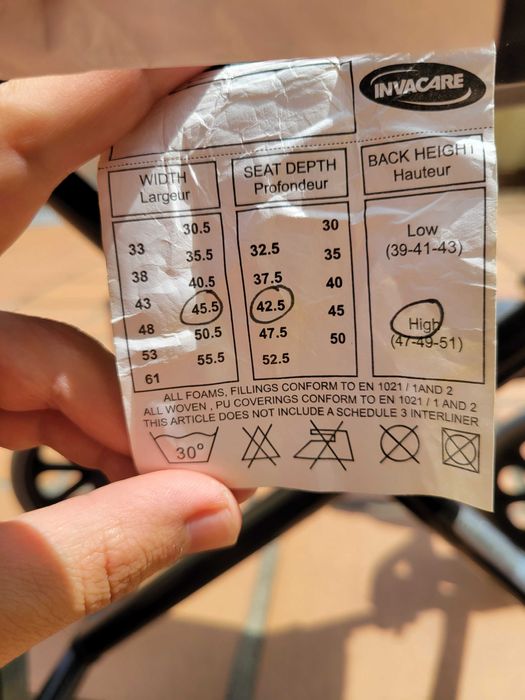 INVACARE
WIDTH
Largeur
30.5
33
35.5
38
40.5
43
45.5
48
50.5
53
55.5
61
SEAT DEPTH
Profondeur
30
32.5
35
37.5
40
42.5
45
47.5
50
52.5
BACK HEIGHT
Hauteur
Low
(39-41-43)
High
(47-49-51)
ALL FOAMS, FILLINGS CONFORM TO EN 1021 / 1AND 2
ALL WOVEN , PU COVERINGS CONFORM TO EN 1021 / 1 AND 2
THIS ARTICLE DOES NOT INCLUDE A SCHEDULE 3 INTERLINER
30°